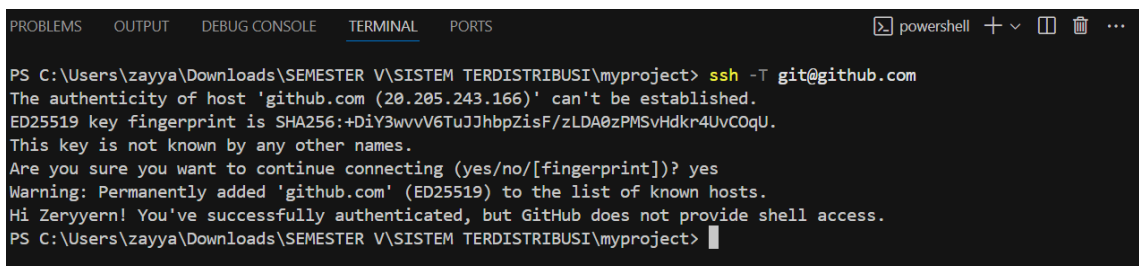 PROBLEMS OUTPUT DEBUG CONSOLE TERMINAL PORTS powershell
PS C:\Users\zayya\Downloads\SEMESTER V\SISTEM TERDISTRIBUSI\myproject> ssh -T git@github.com
The authenticity of host 'github.com (20.205.243.166)' can't be established.
ED25519 key fingerprint is SHA256:+DiY3wvvV6TuJJhbpZisF/zLDA0zPMSvHdkr4UvCOqU.
This key is not known by any other names.
Are you sure you want to continue connecting (yes/no/[fingerprint])? yes
Warning: Permanently added 'github.com' (ED25519) to the list of known hosts.
Hi Zeryyern! You've successfully authenticated, but GitHub does not provide shell access.
PS C:\Users\zayya\Downloads\SEMESTER V\SISTEM TERDISTRIBUSI\myproject>